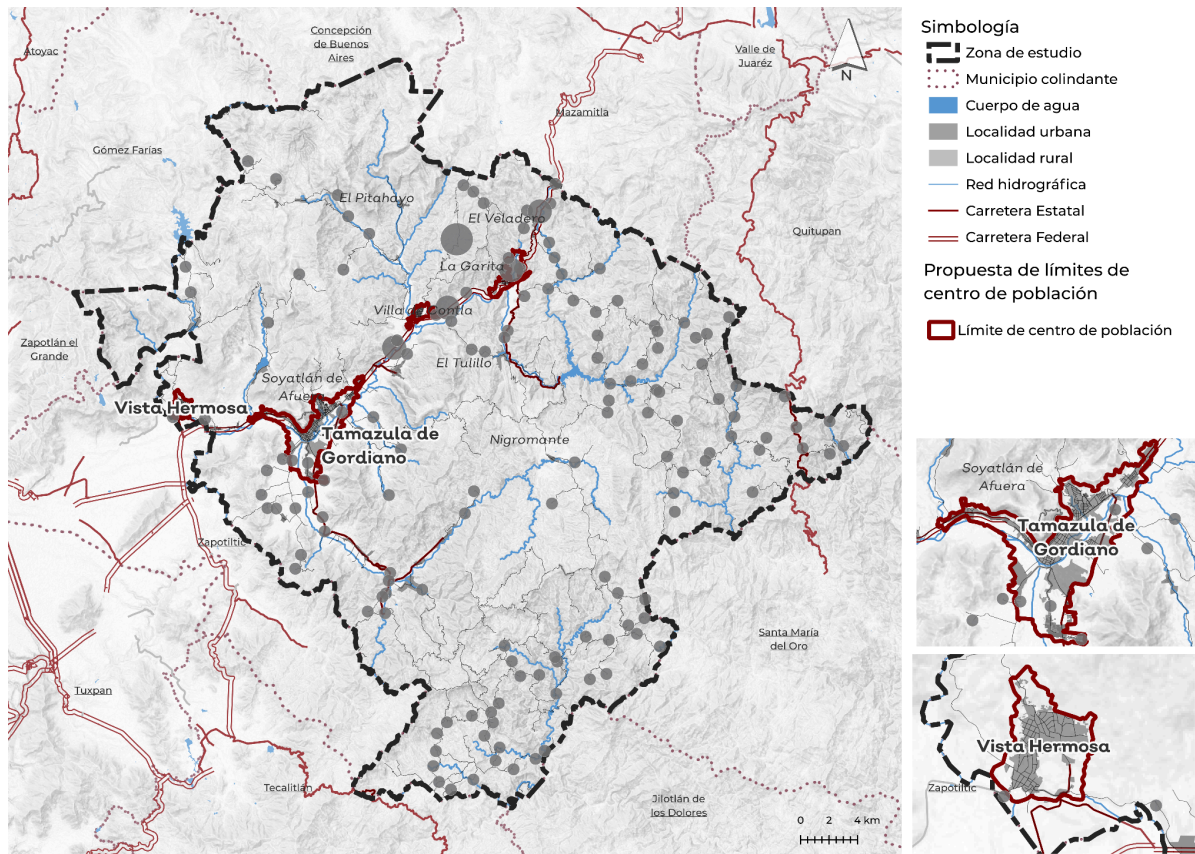 Concepción
de Buenos
Aires
Atoyac
Valle de
Juaréz
N
Mazamitla
Gómez Farías
El Pitahayo
El Veladero
Quitupan
La Garita
Villa de Contla
Zapotlán el
Grande
El Tulillo
Soyatlán de
Afuera
Vista Hermosa
Tamazula de
Gordiano
Nigromante
Zapotiltic
Santa María
del Oro
Tuxpan
Tecalitlán
Jilotlán de
los Dolores
0 2 4 km
Simbología
Zona de estudio
Municipio colindante
Cuerpo de agua
Localidad urbana
Localidad rural
Red hidrográfica
Carretera Estatal
Carretera Federal
Propuesta de límites de
centro de población
Límite de centro de población
Soyatlán de
Afuera
Tamazula de
Gordiano
Vista Hermosa
Zapotiltic